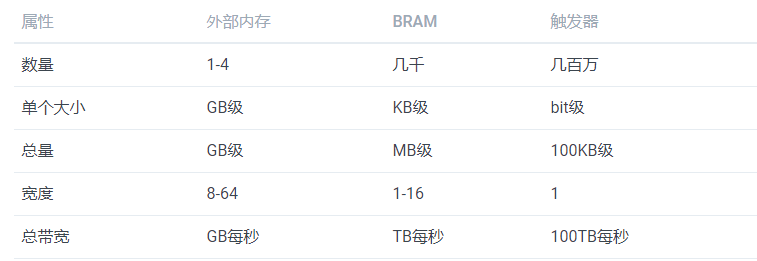 属性 外部内存 BRAM 触发器
数量 1-4 几千 几百万
单个大小 GB级 KB级 bit级
总量 GB级 MB级 100KB级
宽度 8-64 1-16 1
总带宽 GB每秒 TB每秒 100TB每秒